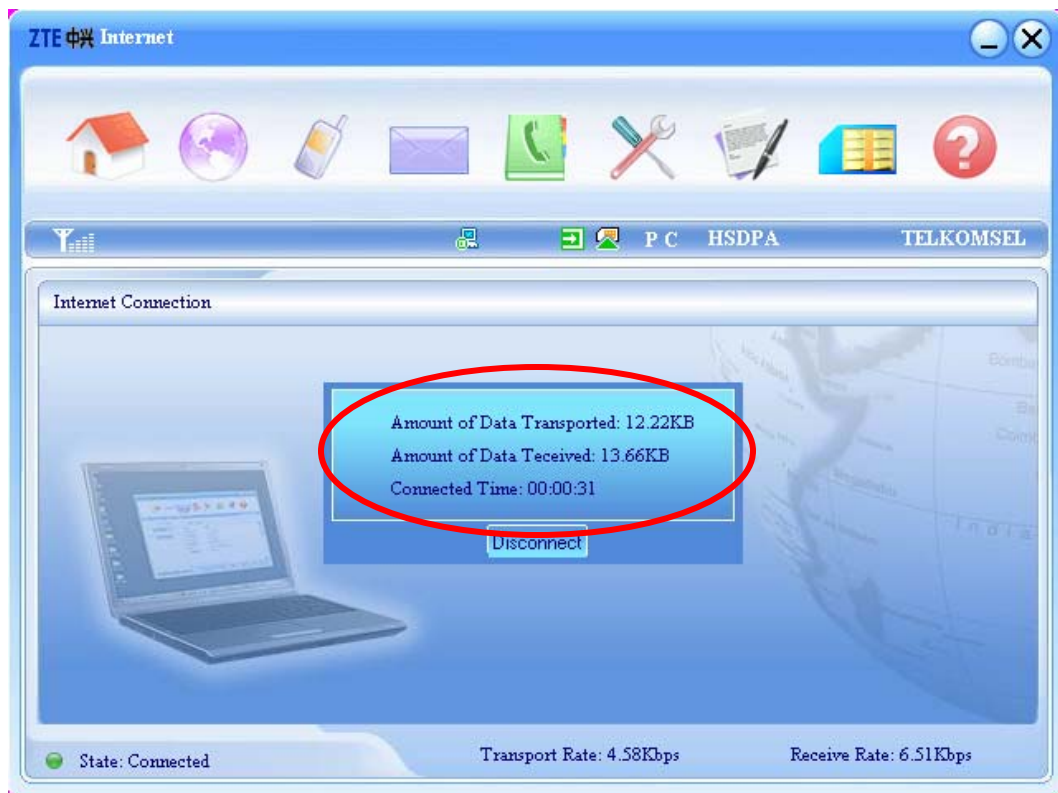 ZTE中兴 Internet
P C HSDPA TELKOMSEL
Internet Connection
Amount of Data Transported: 12.22KB
Amount of Data Teceived: 13.66KB
Connected Time: 00:00:31
Disconnect
India
State: Connected Transport Rate: 4.58Kbps Receive Rate: 6.51Kbps